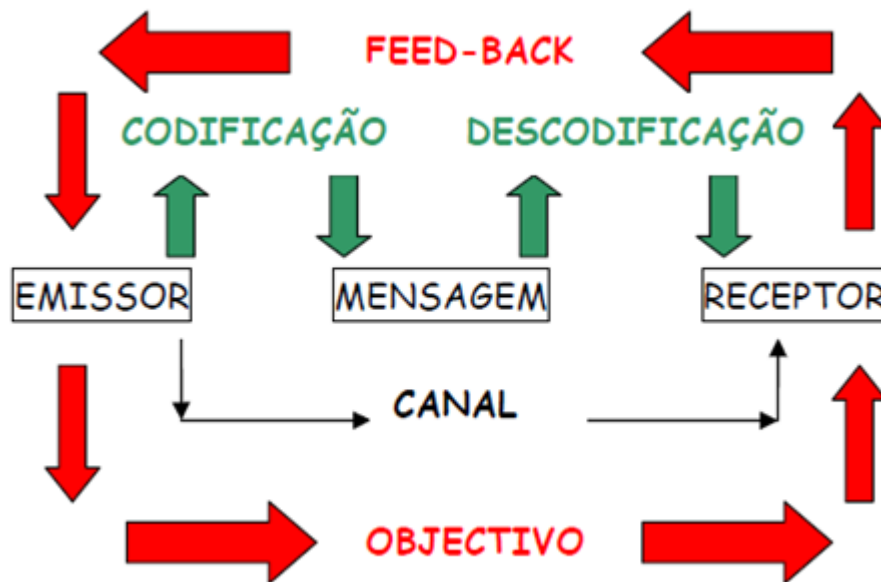 FEED-BACK
CODIFICAÇÃO DESCODIFICAÇÃO
EMISSOR MENSAGEM RECEPTOR
CANAL
OBJECTIVO